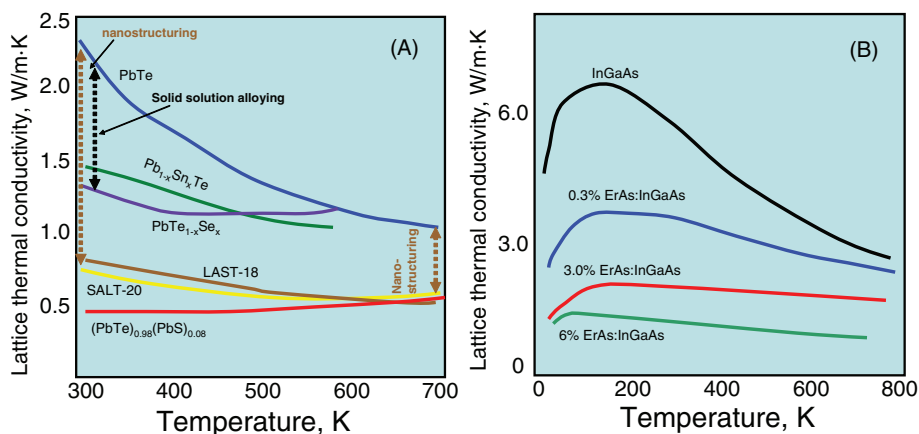 (A)
Lattice thermal conductivity, W/m·K
2.5
2.0
1.5
1.0
0.5
nanostructuring
PbTe
Solid solution alloying
Pb1-xSnxTe
PbTe1-xSex
LAST-18
SALT-20
(PbTe)0.98(PbS)0.08
Nano-
structuring
300
400
500
600
700
Temperature, K
(B)
Lattice thermal conductivity, W/m·K
6.0
3.0
0
InGaAs
0.3% ErAs:InGaAs
3.0% ErAs:InGaAs
6% ErAs:InGaAs
0
200
400
600
800
Temperature, K